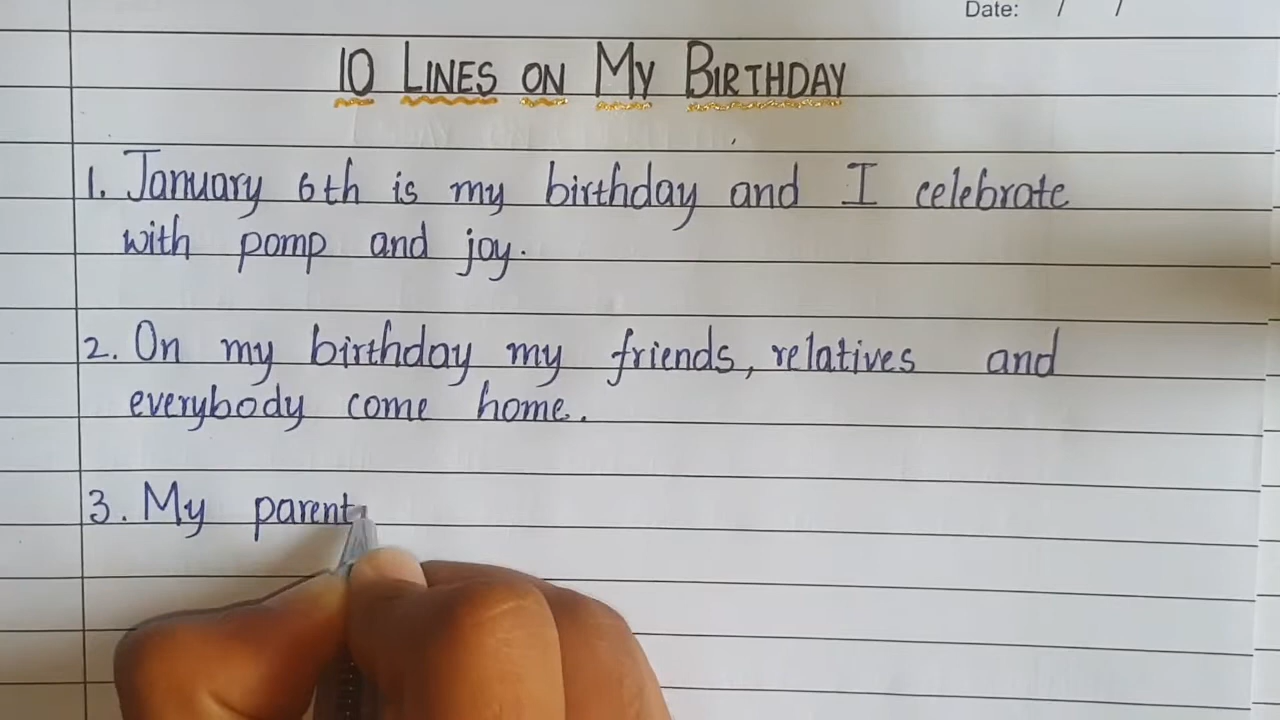 Date: / /
10 LINES ON MY BIRTHDAY
1. January 6th is my birthday and I celebrate
with pomp and joy.
2. On my birthday my friends, relatives and
everybody come home.
3. My parent